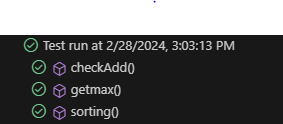 Test run at 2/28/2024, 3:03:13 PM
checkAdd()
getmax()
sorting()